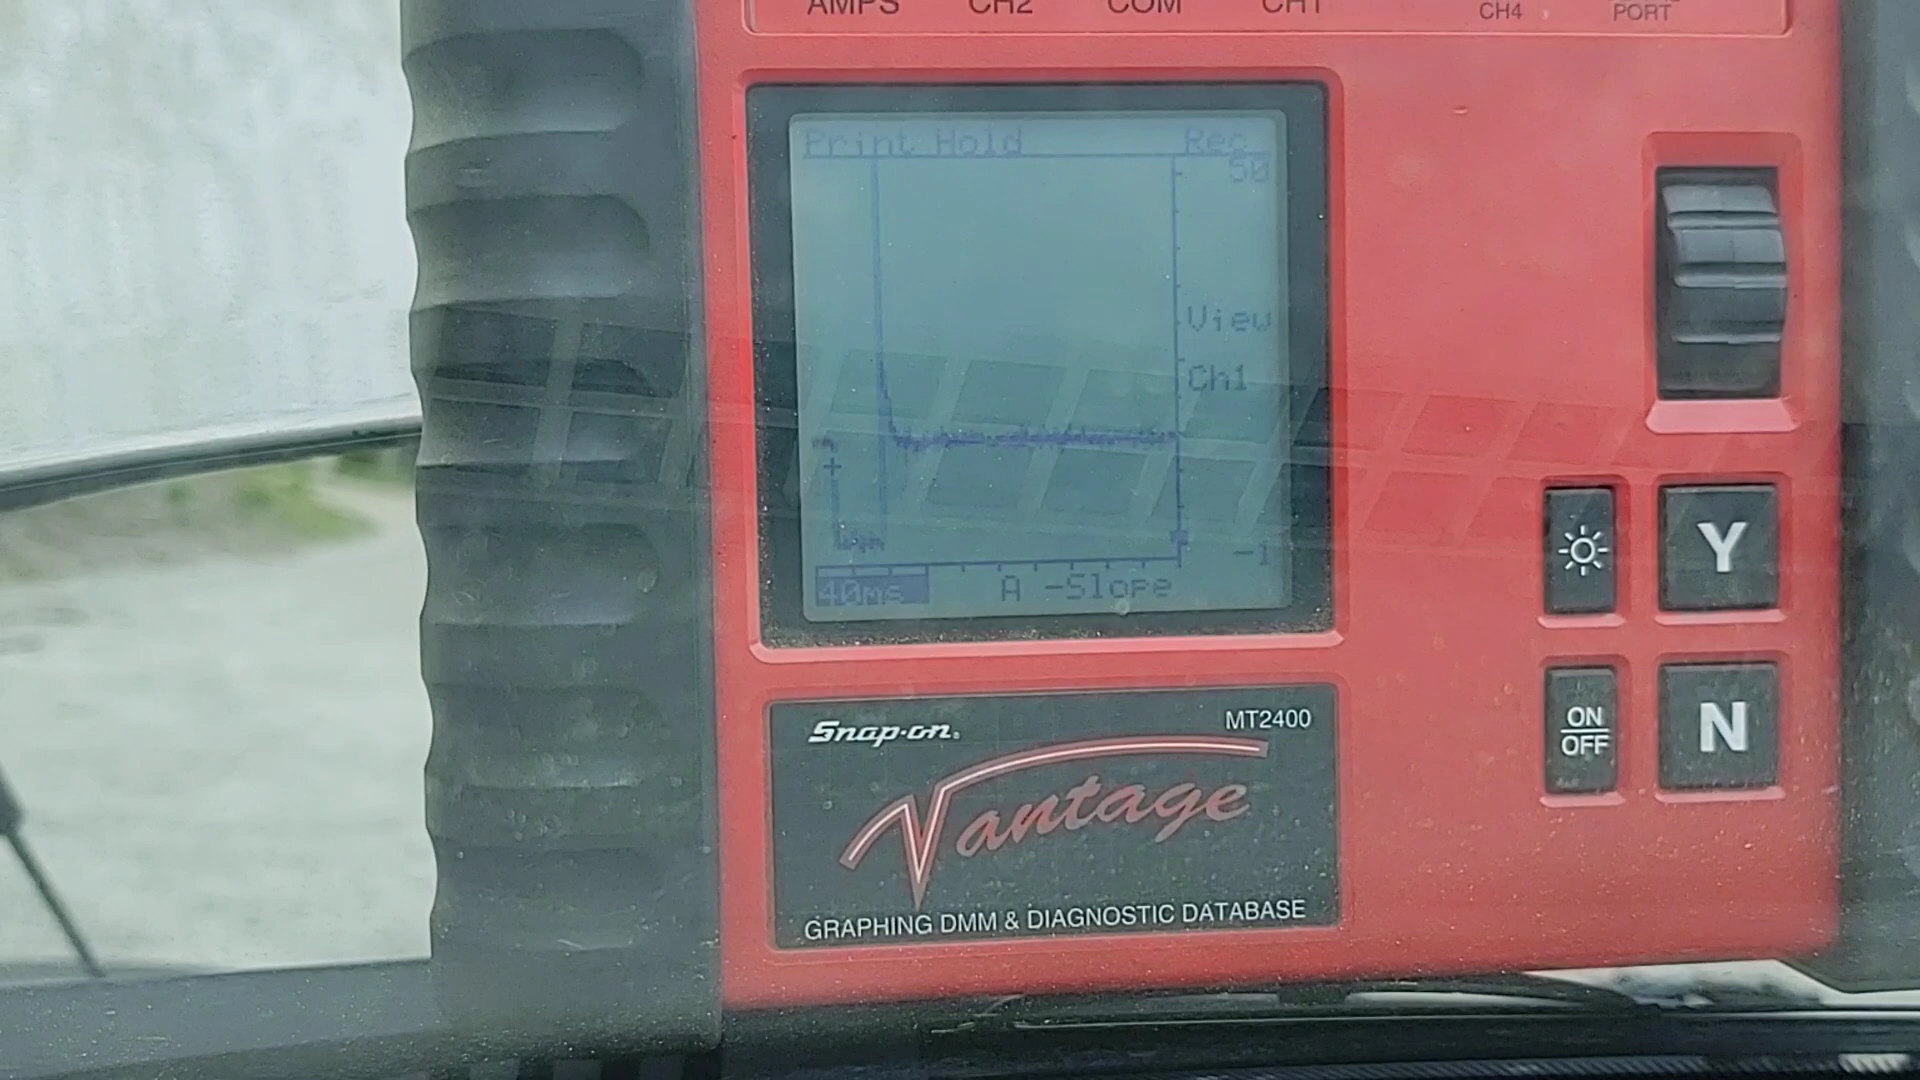 AMPS CH2 COM CH1 CH4 PORT
Print Hold Rec
50
View
Ch1
-1
40ms A -Slope
Snap-on® MT2400
Vantage
GRAPHING DMM & DIAGNOSTIC DATABASE
Y
ON
OFF
N